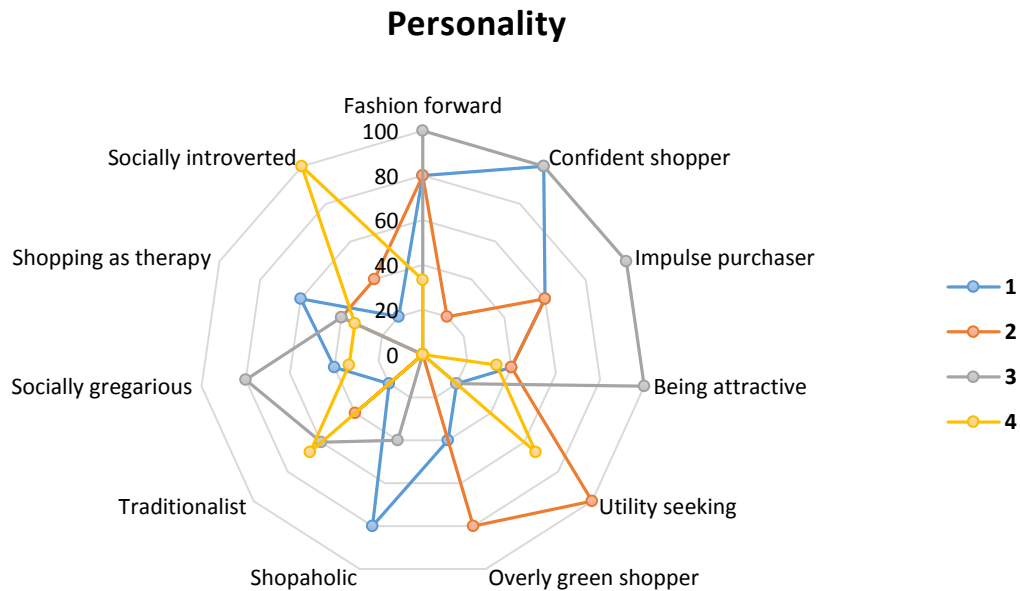 Personality
Fashion forward
100
Socially introverted
Confident shopper
80
60
Shopping as therapy
Impulse purchaser
40
20
0
Socially gregarious
Being attractive
Traditionalist
Utility seeking
Shopaholic
Overly green shopper
1
2
3
4